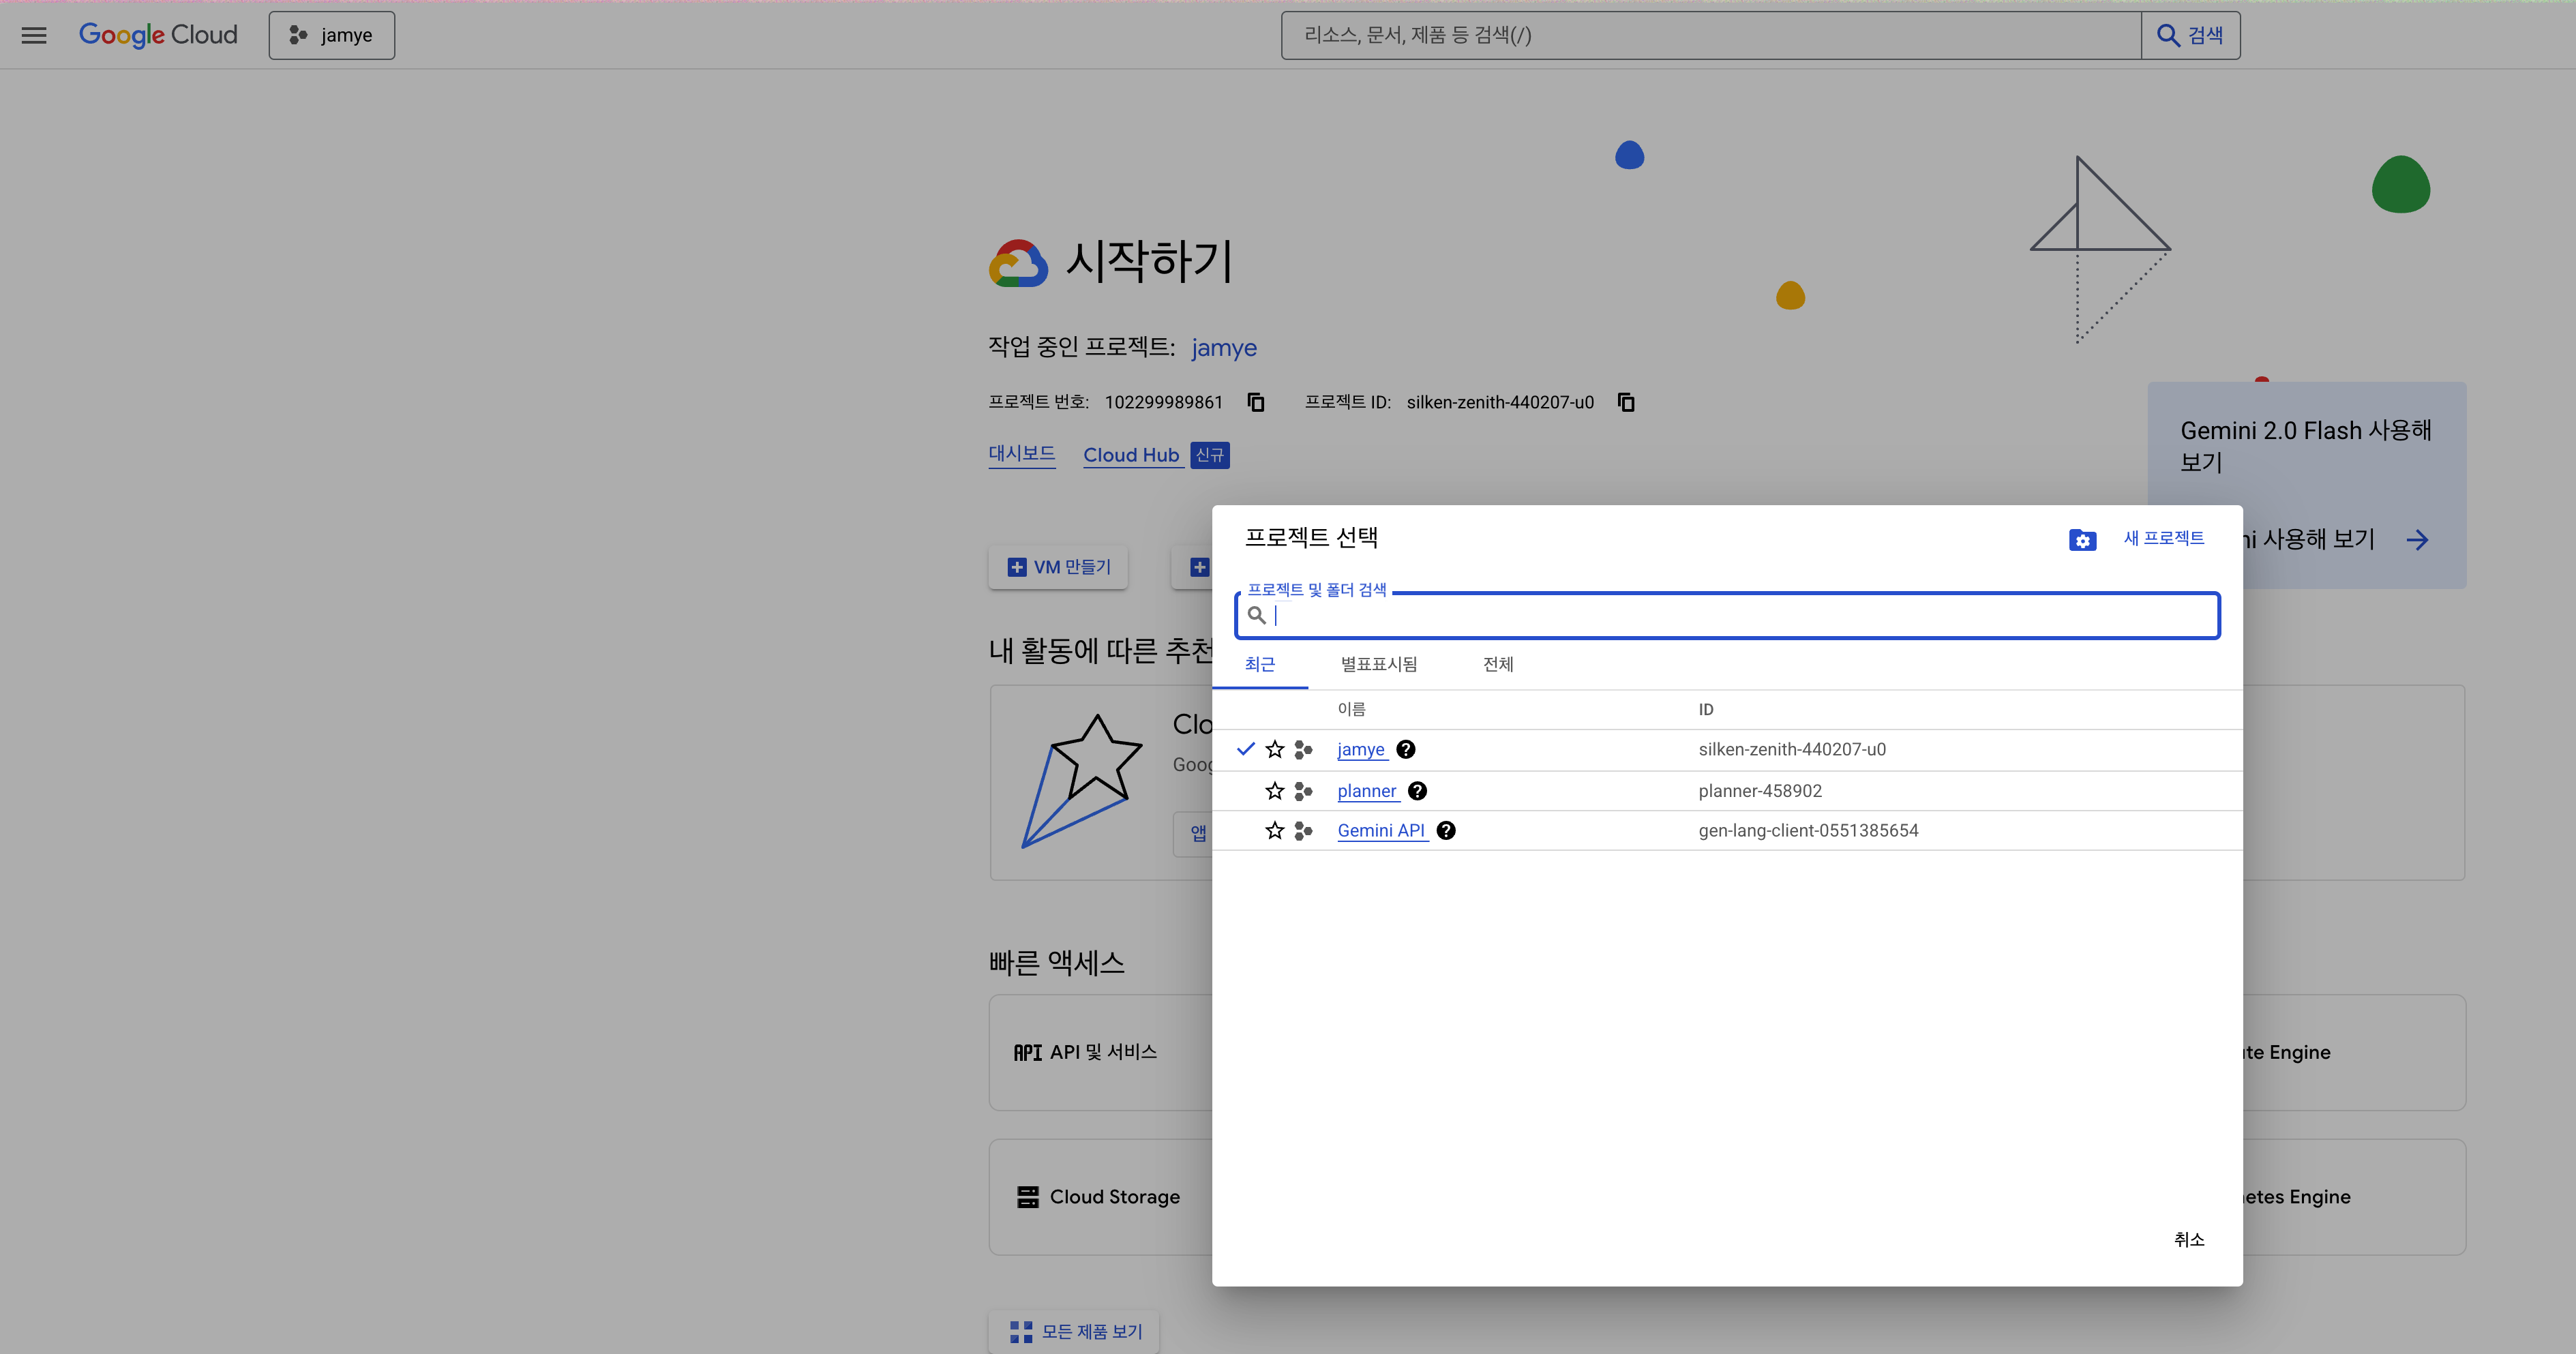 Google Cloud
jamye
리소스, 문서, 제품 등 검색(/)
검색
시작하기
작업 중인 프로젝트: jamye
프로젝트 번호: 102299989861
프로젝트 ID: silken-zenith-440207-u0
대시보드
Cloud Hub 신규
Gemini 2.0 Flash 사용해
보기
사용해 보기
VM 만들기
내 활동에 따른 추천
앱
빠른 액세스
API API 및 서비스
Cloud Storage
Engine
Engine
모든 제품 보기
프로젝트 선택
새 프로젝트
프로젝트 및 폴더 검색
최근 별표표시됨 전체
이름 ID
jamye silken-zenith-440207-u0
planner planner-458902
Gemini API gen-lang-client-0551385654
취소